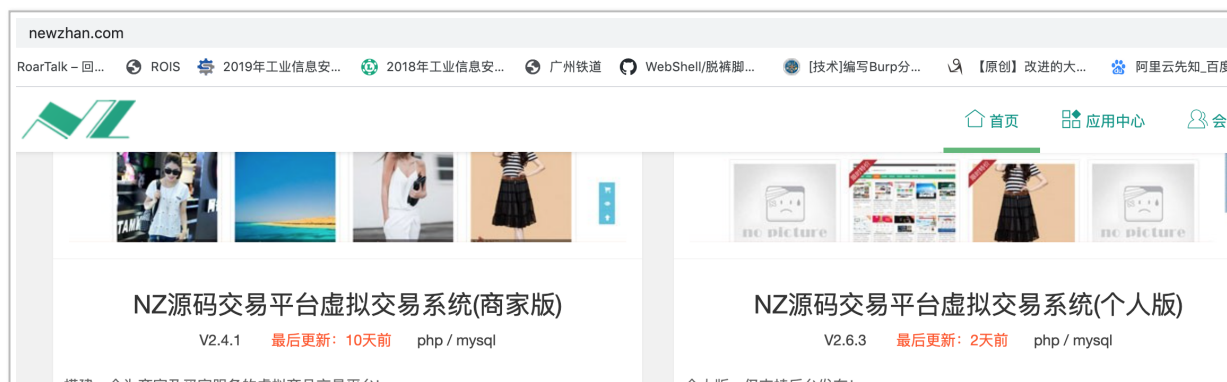 newzhan.com
RoarTalk – 回... ROIS 2019年工业信息安... 2018年工业信息安... 广州铁道 WebShell/脱裤脚... [技术]编写Burp分... 【原创】改进的大... 阿里云先知_百度
NZ 首页 应用中心 会
no picture no picture
NZ源码交易平台虚拟交易系统(商家版) NZ源码交易平台虚拟交易系统(个人版)
V2.4.1 最后更新：10天前 php / mysql V2.6.3 最后更新：2天前 php / mysql